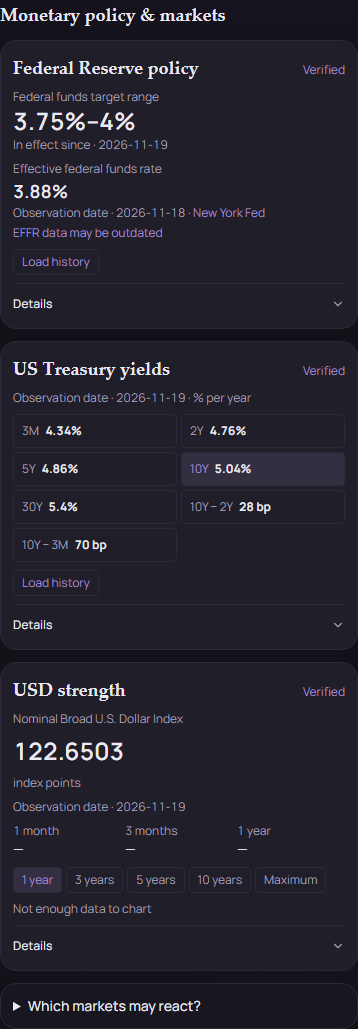 Monetary policy & markets
Federal Reserve policy Verified
Federal funds target range
3.75%–4%
In effect since · 2026-11-19
Effective federal funds rate
3.88%
Observation date · 2026-11-18 · New York Fed
EFFR data may be outdated
Load history
Details
US Treasury yields Verified
Observation date · 2026-11-19 · % per year
3M 4.34% 2Y 4.76%
5Y 4.86% 10Y 5.04%
30Y 5.4% 10Y − 2Y 28 bp
10Y − 3M 70 bp
Load history
Details
USD strength Verified
Nominal Broad U.S. Dollar Index
122.6503
index points
Observation date · 2026-11-19
1 month 3 months 1 year
— — —
1 year 3 years 5 years 10 years Maximum
Not enough data to chart
Details
Which markets may react?